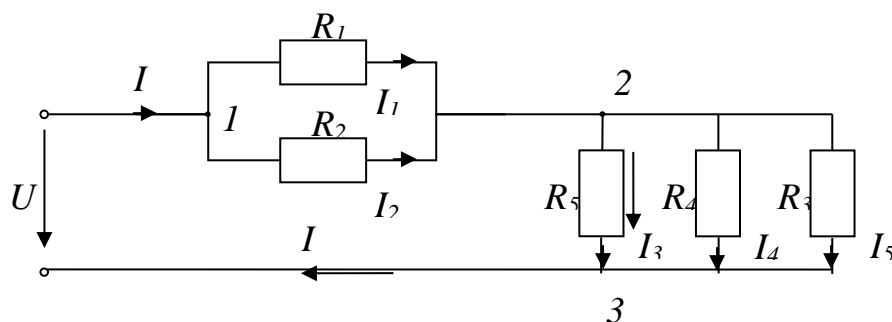 R₁
I
I₁
2
1
R₂
U
I₂
R₅
R₄
R₃
I
I₃
I₄
I₅
3